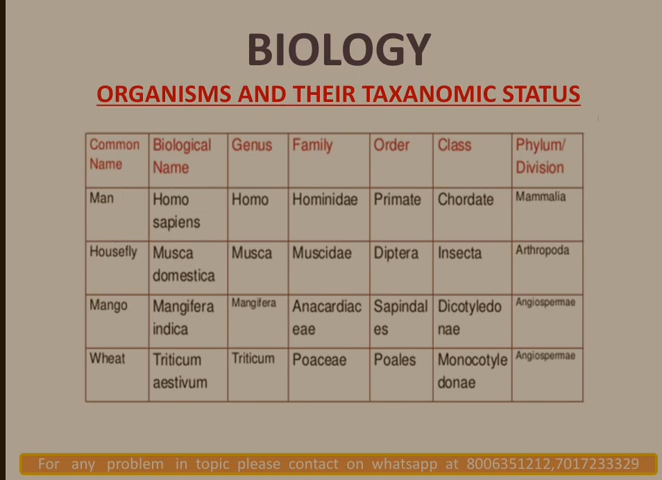 BIOLOGY
ORGANISMS AND THEIR TAXANOMIC STATUS
Common Name | Biological Name | Genus | Family | Order | Class | Phylum/ Division
Man | Homo sapiens | Homo | Hominidae | Primate | Chordate | Mammalia
Housefly | Musca domestica | Musca | Muscidae | Diptera | Insecta | Arthropoda
Mango | Mangifera indica | Mangifera | Anacardiac eae | Sapindal es | Dicotyledo nae | Angiospermae
Wheat | Triticum aestivum | Triticum | Poaceae | Poales | Monocotyle donae | Angiospermae
For any problem in topic please contact on whatsapp at 8006351212,7017233329